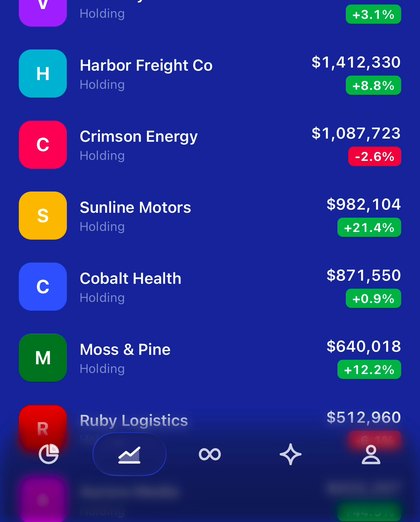 V
Holding
+3.1%
H
Harbor Freight Co
$1,412,330
Holding
+8.8%
C
Crimson Energy
$1,087,723
Holding
-2.6%
S
Sunline Motors
$982,104
Holding
+21.4%
C
Cobalt Health
$871,550
Holding
+0.9%
M
Moss & Pine
$640,018
Holding
+12.2%
R
Ruby Logistics
$512,960